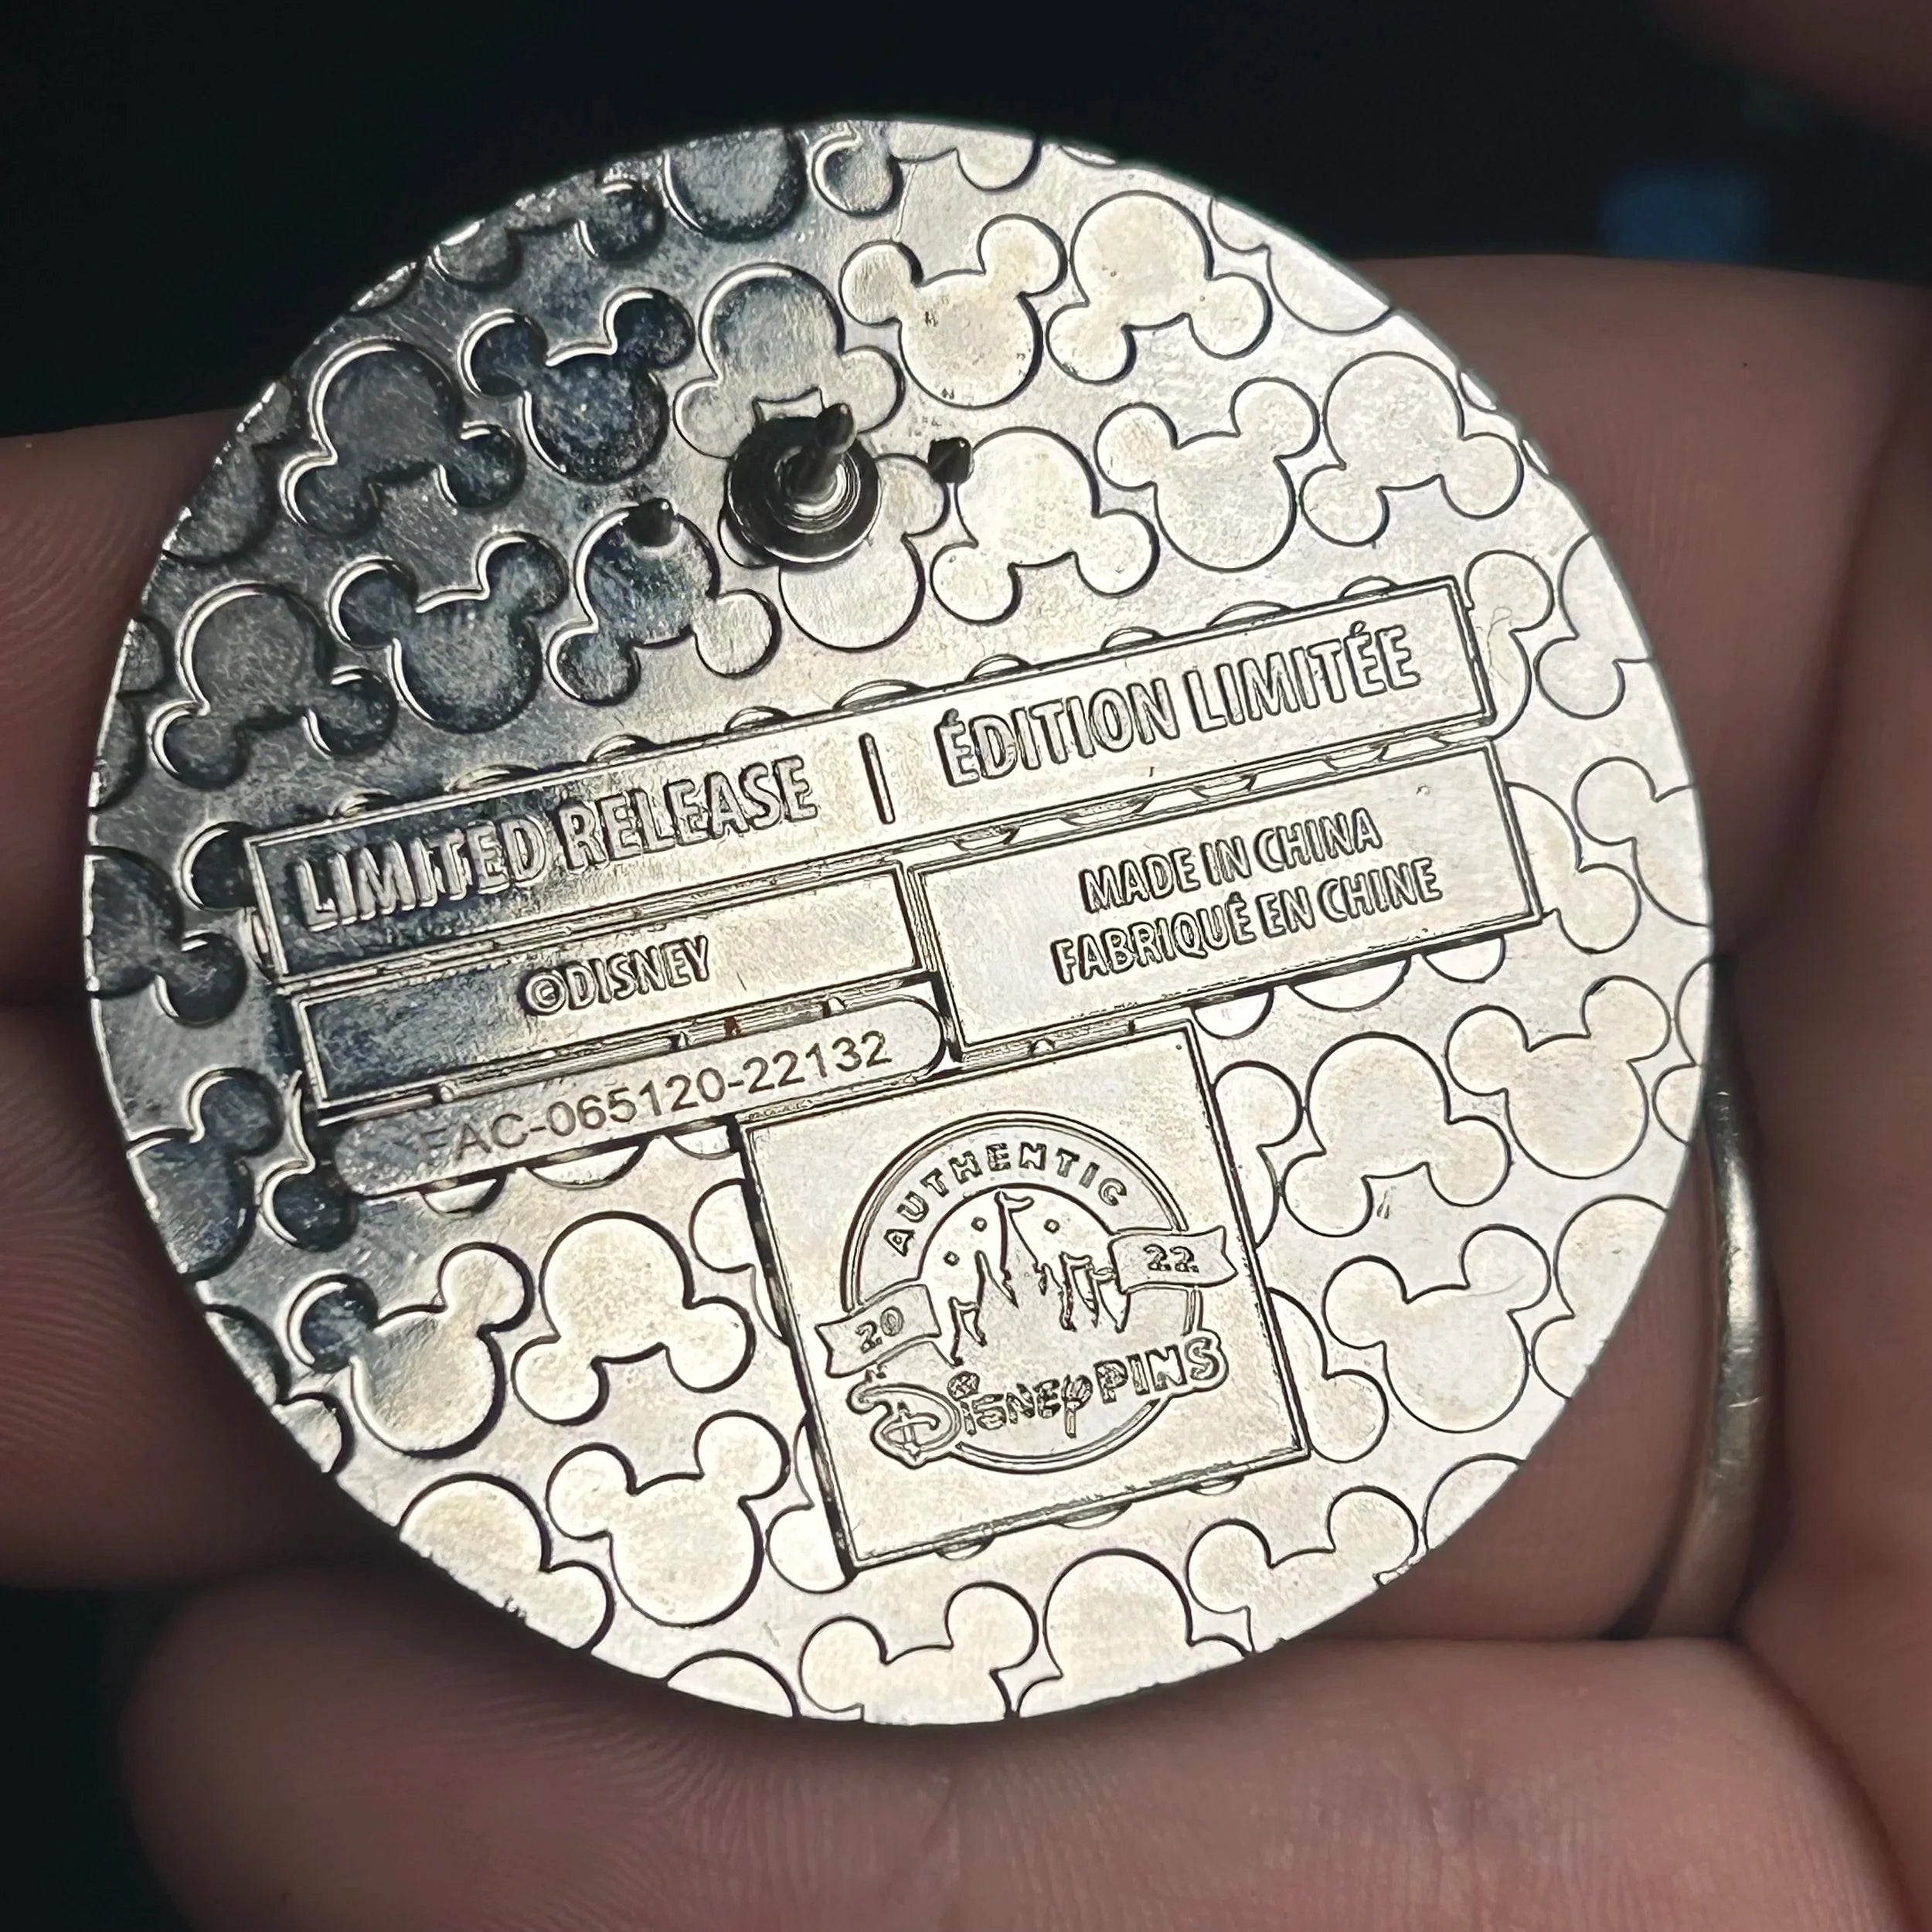 LIMITED RELEASE | ÉDITION LIMITÉE
©DISNEY
MADE IN CHINA
FABRIQUÉ EN CHINE
FAC-065120-22132
AUTHENTIC
20 22
Disney PINS